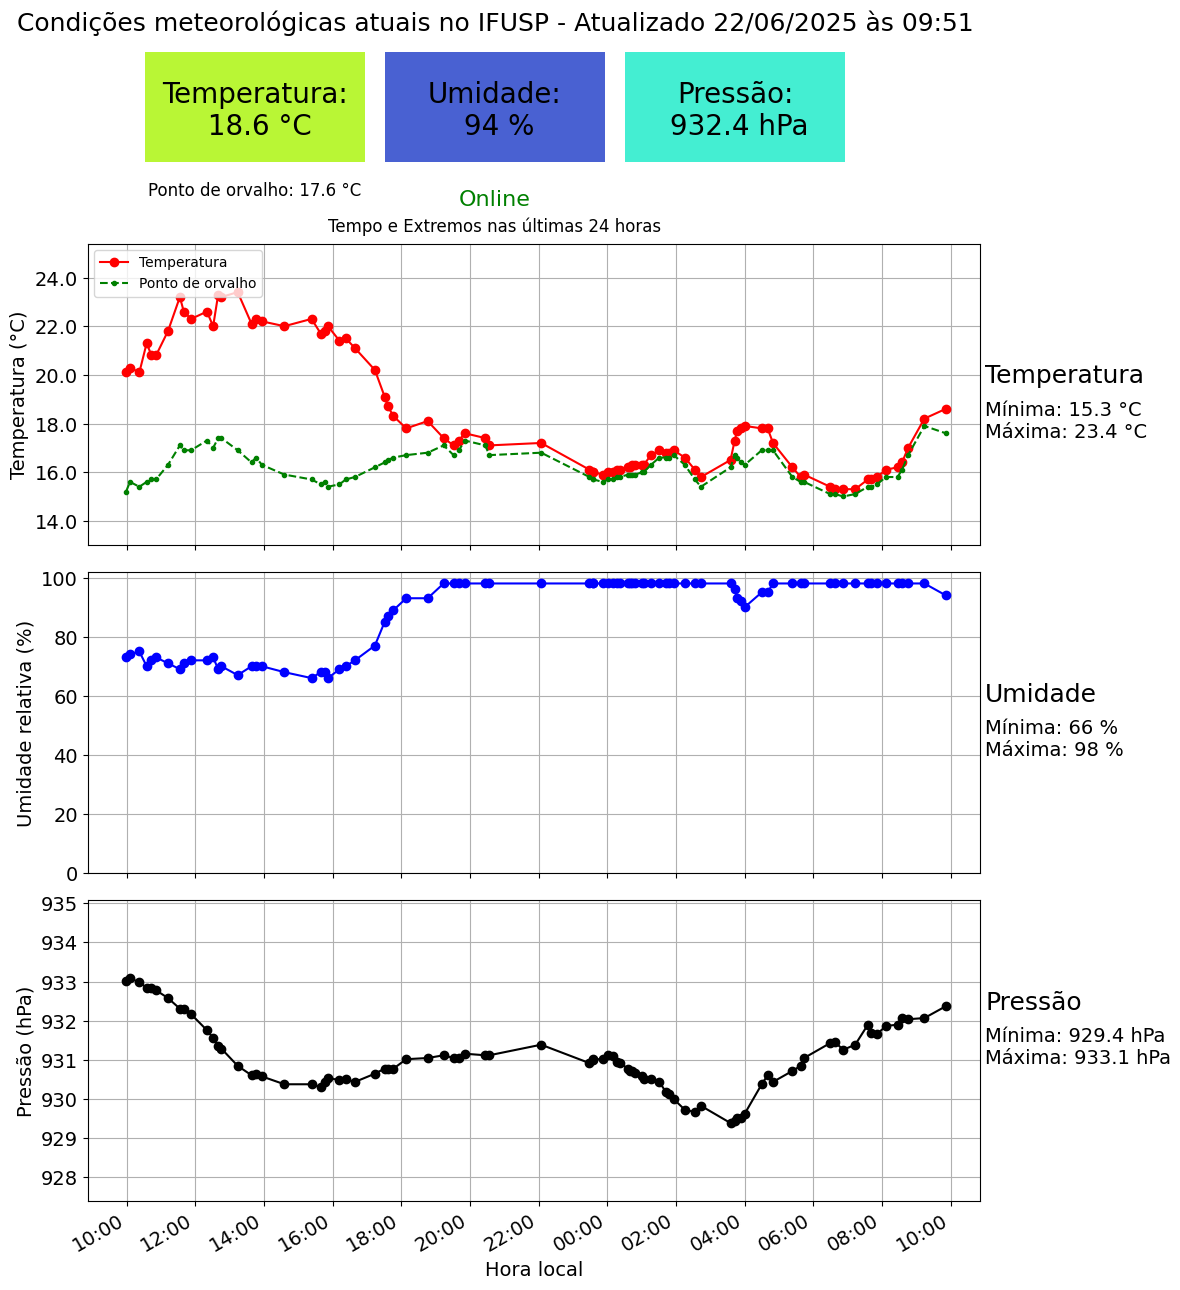 Condições meteorológicas atuais no IFUSP - Atualizado 22/06/2025 às 09:51
Temperatura:
18.6 °C
Umidade:
94 %
Pressão:
932.4 hPa
Ponto de orvalho: 17.6 °C
Online
Tempo e Extremos nas últimas 24 horas
Temperatura
Ponto de orvalho
Temperatura (°C)
24.0
22.0
20.0
18.0
16.0
14.0
Temperatura
Mínima: 15.3 °C
Máxima: 23.4 °C
Umidade relativa (%)
100
80
60
40
20
0
Umidade
Mínima: 66 %
Máxima: 98 %
Pressão (hPa)
935
934
933
932
931
930
929
928
Pressão
Mínima: 929.4 hPa
Máxima: 933.1 hPa
10:00
12:00
14:00
16:00
18:00
20:00
22:00
00:00
02:00
04:00
06:00
08:00
10:00
Hora local